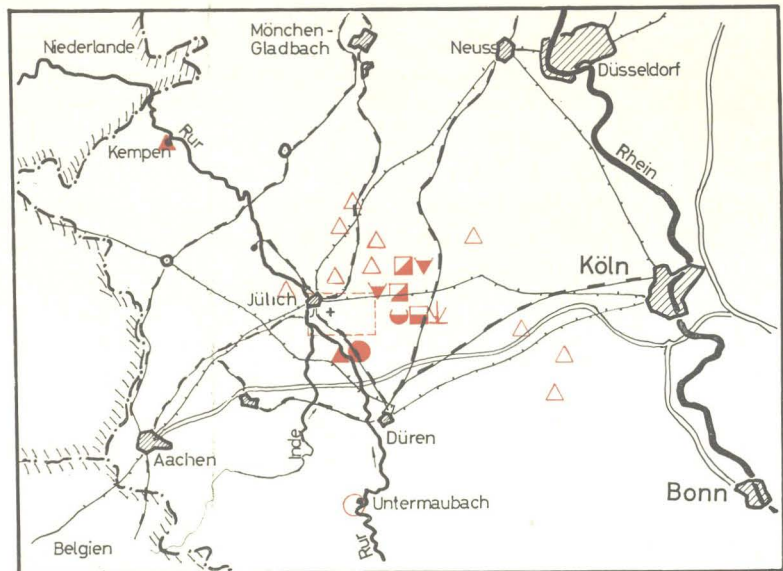 Niederlande
Mönchen-
Gladbach
Neuss
Düsseldorf
Rur
Kempen
Rhein
Köln
Jülich
Aachen
Inde
Düren
Untermaubach
Bonn
Belgien
Rur